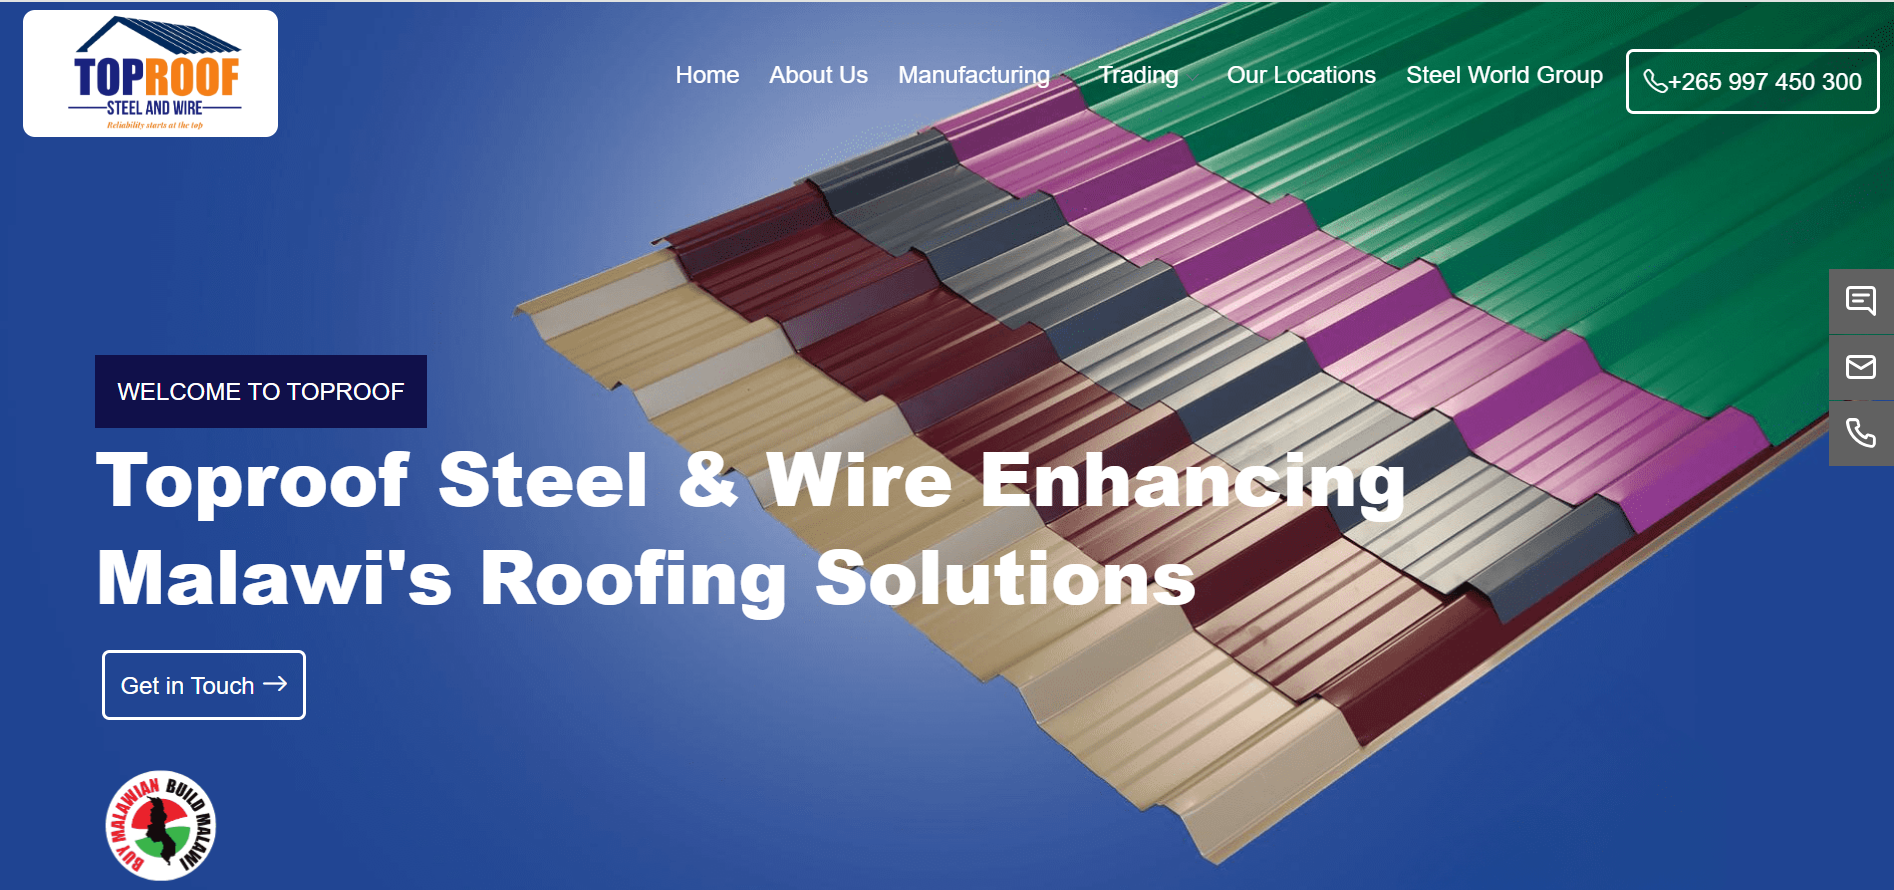 TOPROOF
STEEL AND WIRE
Reliability starts at the top
Home
About Us
Manufacturing
Trading
Our Locations
Steel World Group
+265 997 450 300
WELCOME TO TOPROOF
Toproof Steel & Wire Enhancing
Malawi's Roofing Solutions
Get in Touch
BUY MALAWIAN BUILD MALAWI